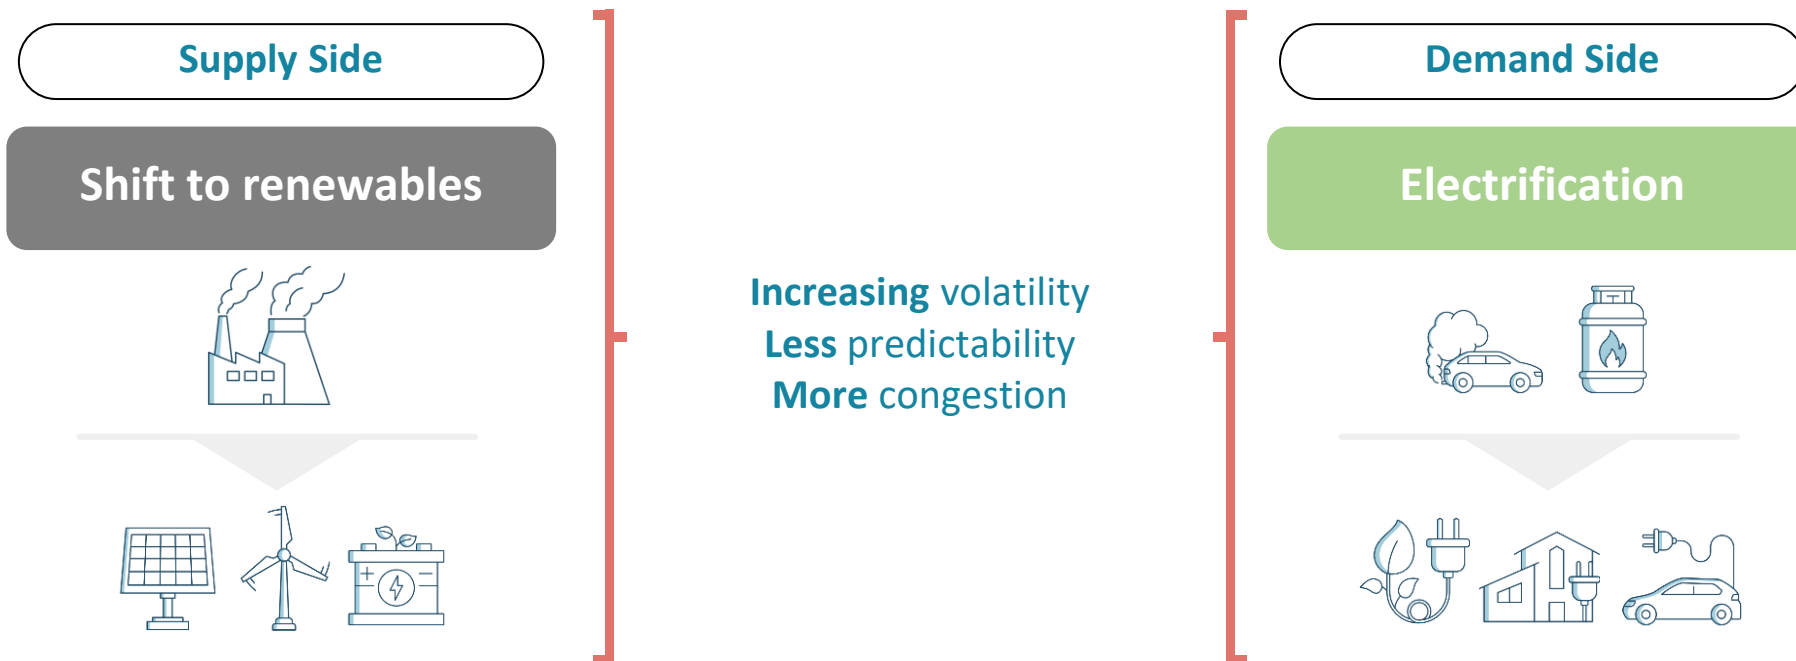 Supply Side
Shift to renewables
Increasing volatility
Less predictability
More congestion
Demand Side
Electrification